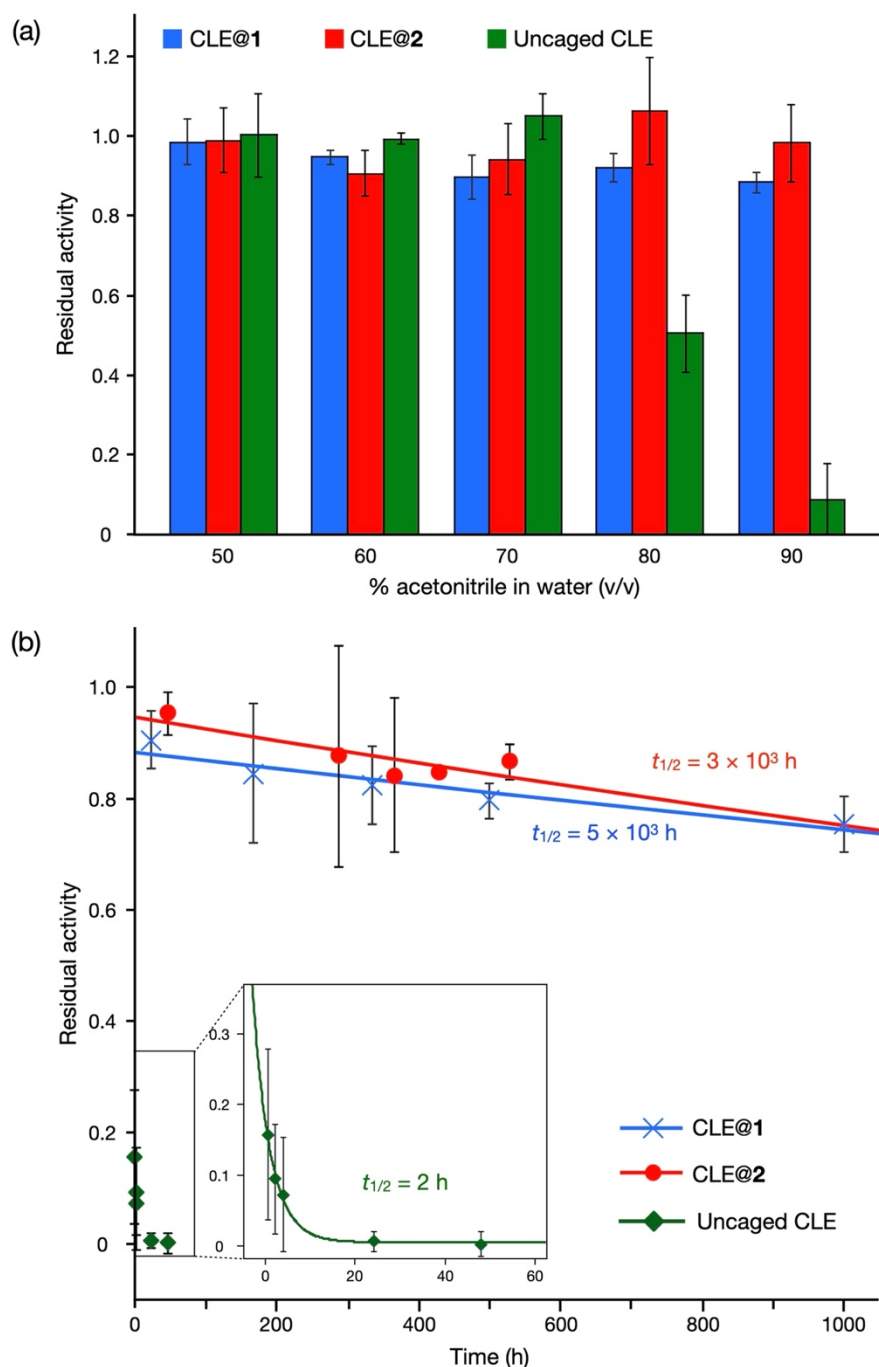 (a)
CLE@1
CLE@2
Uncaged CLE
1.2
1.0
0.8
0.6
0.4
0.2
0
Residual activity
50
60
70
80
90
% acetonitrile in water (v/v)
(b)
1.0
0.8
0.6
0.4
0.2
0
Residual activity
t1/2 = 3 × 10³ h
t1/2 = 5 × 10³ h
0.3
0.2
0.1
0
t1/2 = 2 h
0
20
40
60
CLE@1
CLE@2
Uncaged CLE
0
200
400
600
800
1000
Time (h)